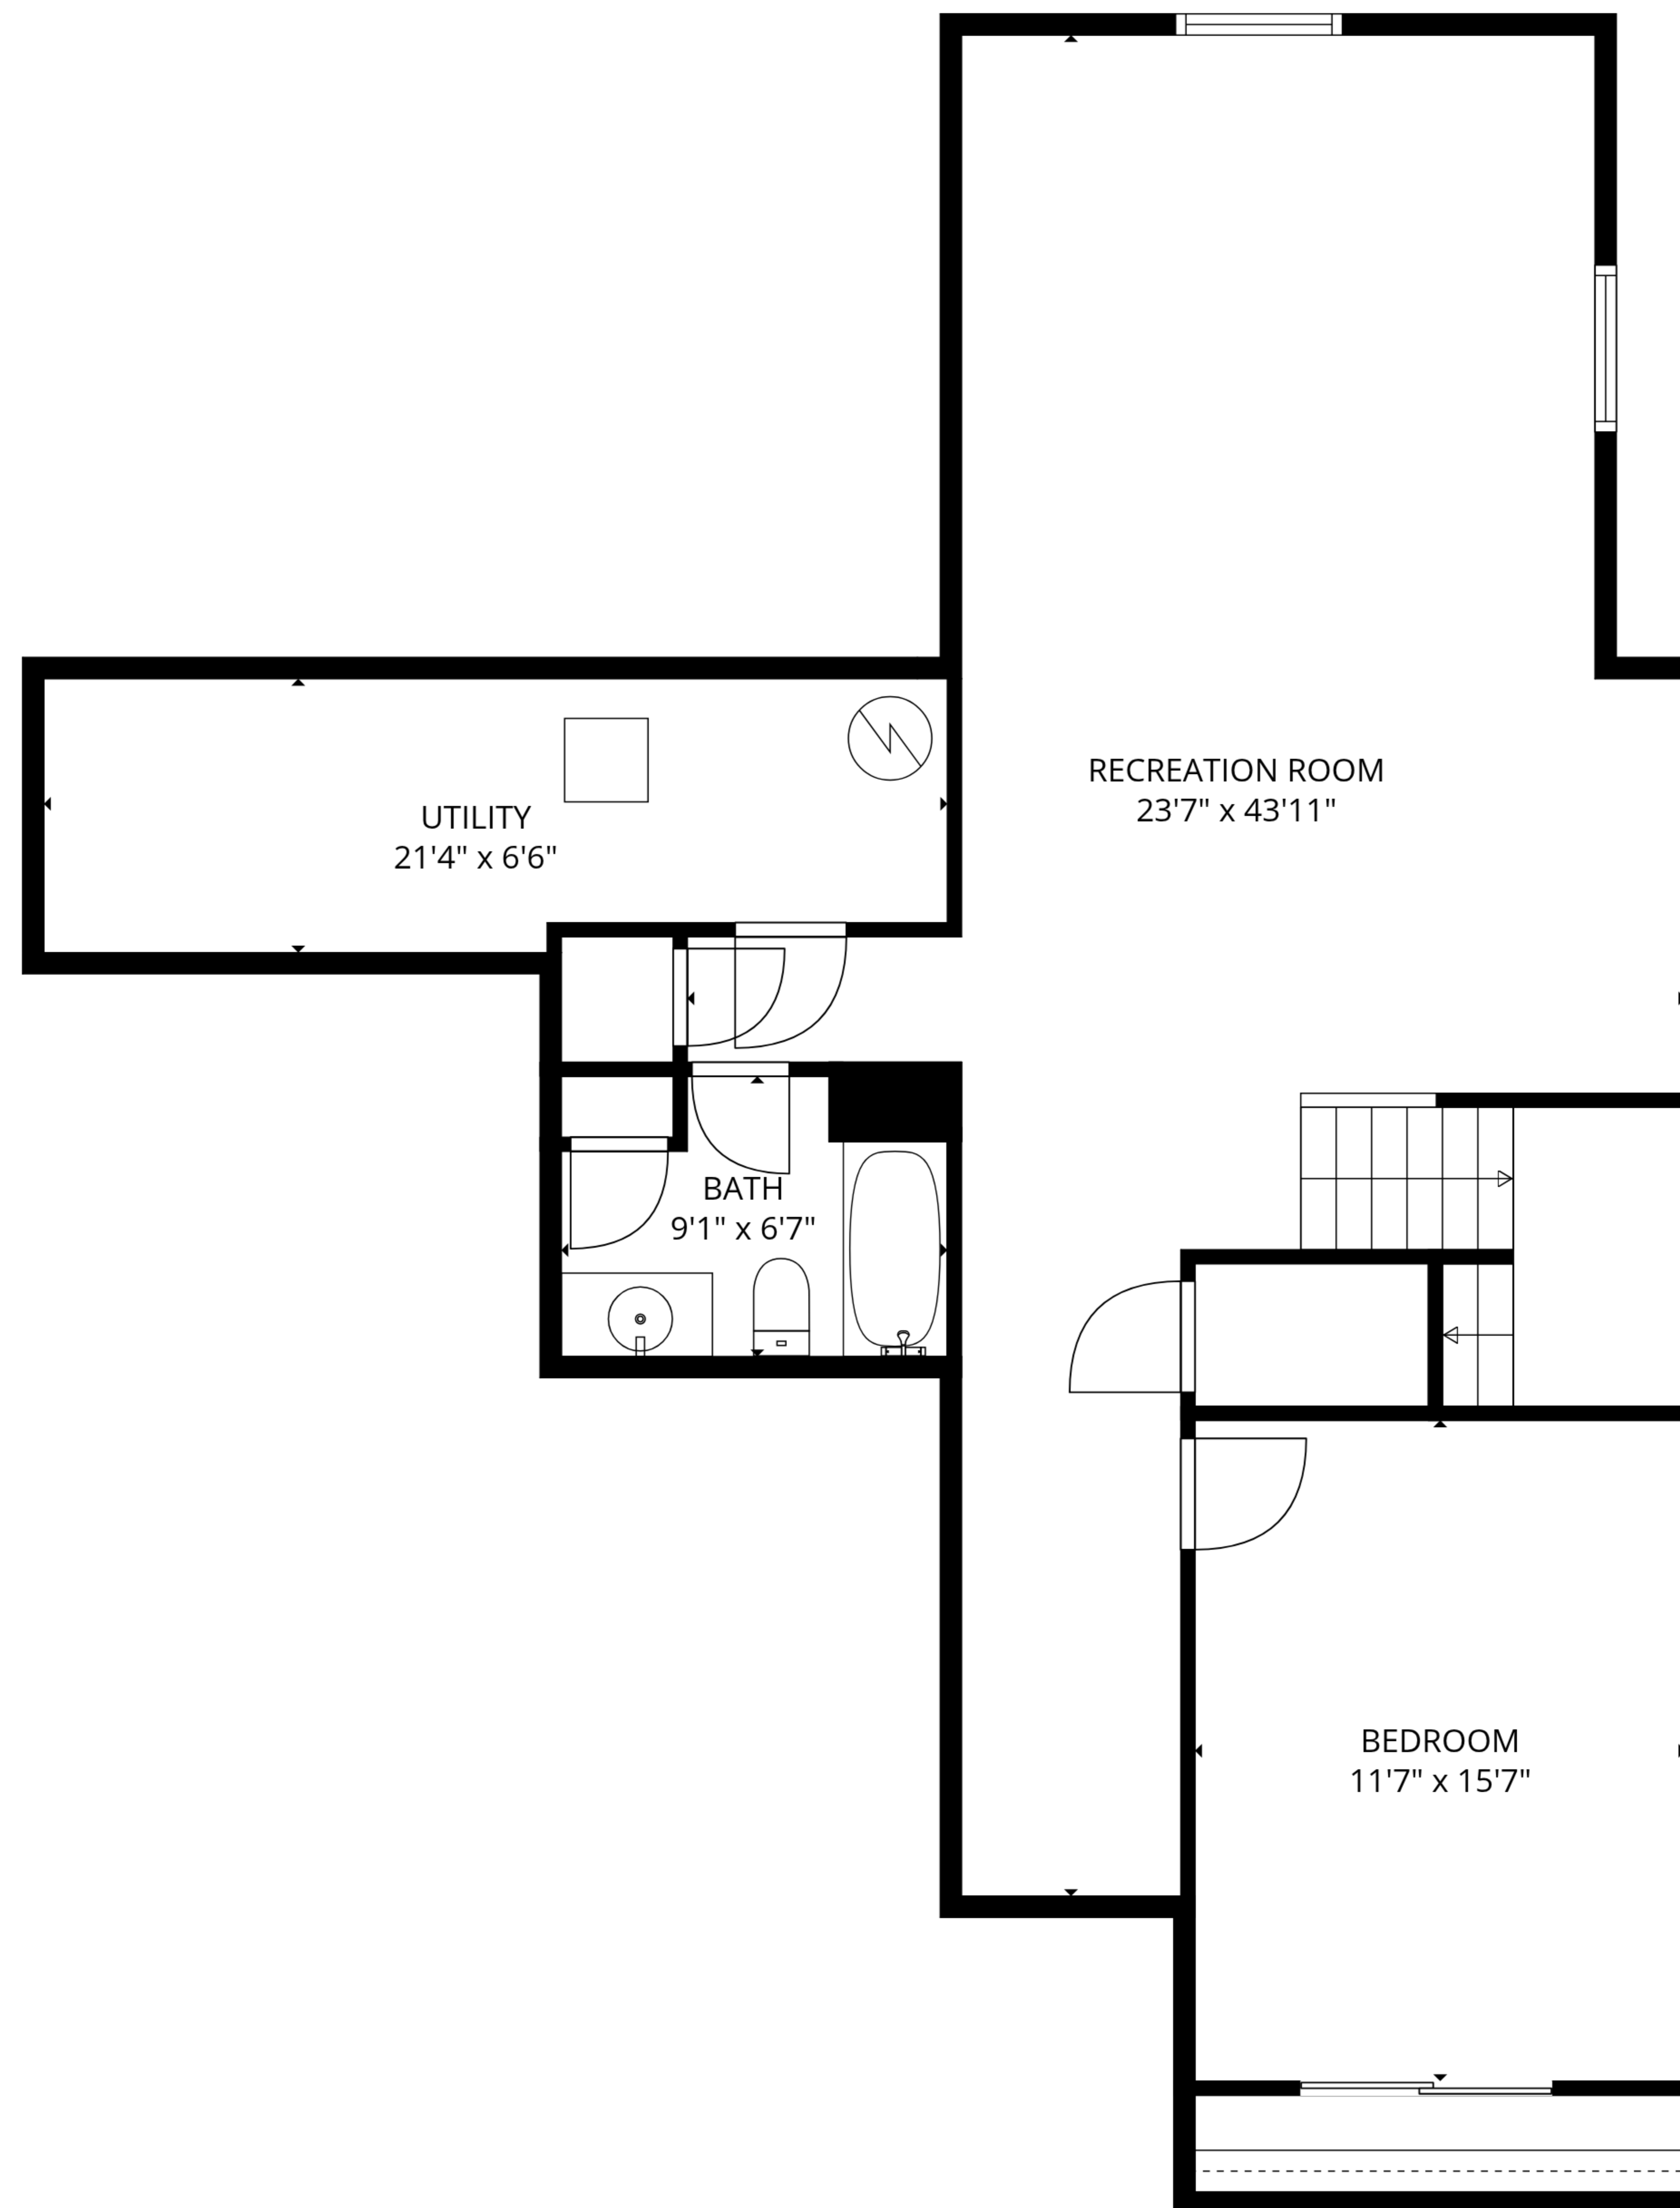 RECREATION ROOM
23'7" x 43'11"
UTILITY
21'4" x 6'6"
BATH
9'1" x 6'7"
BEDROOM
11'7" x 15'7"